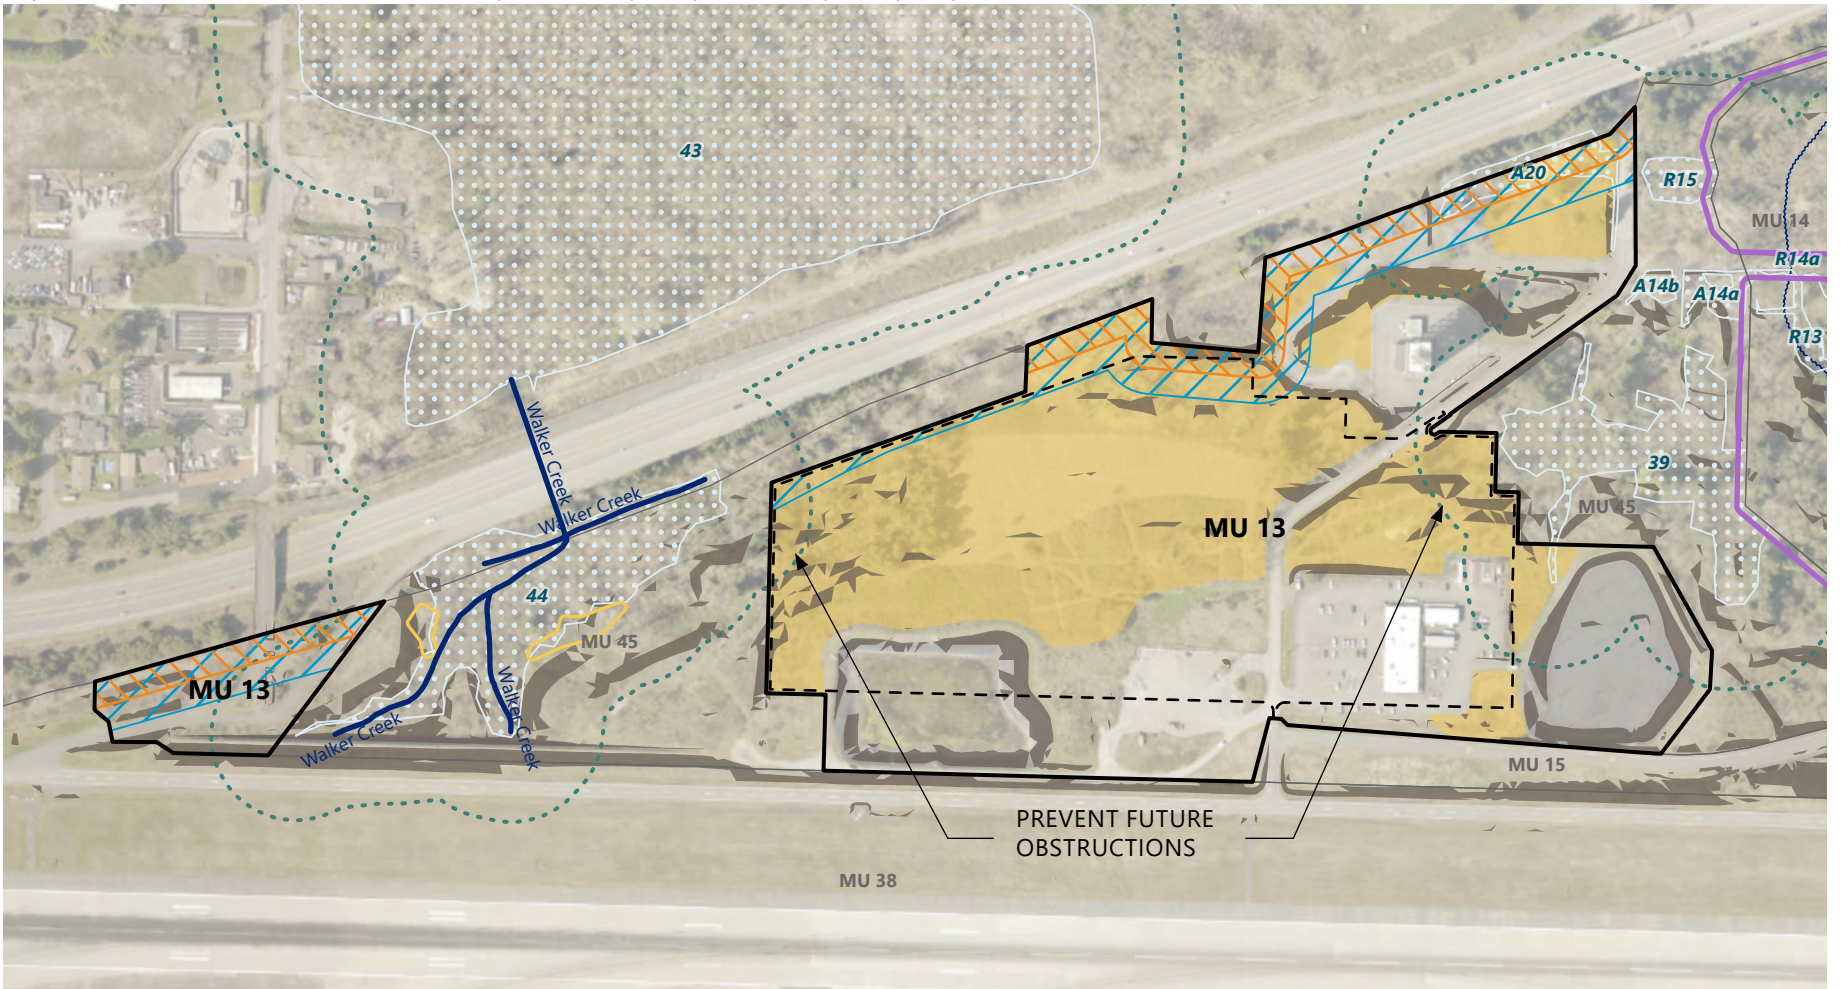 43
A20
R15
MU 14
R14a
A14b
A14a
R13
Walker Creek
Walker Creek
39
MU 45
MU 13
44
MU 45
MU 13
Walker Creek
Walker Creek
MU 15
PREVENT FUTURE
OBSTRUCTIONS
MU 38